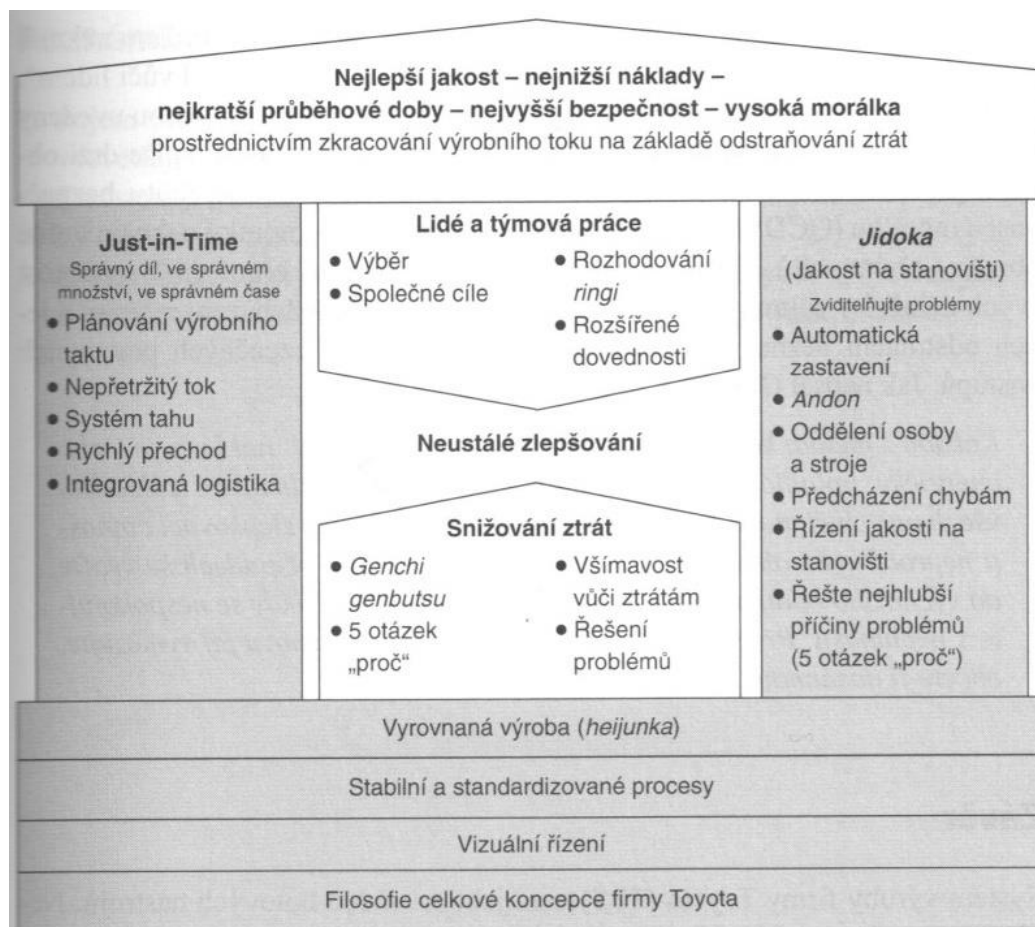 Nejlepší jakost – nejnižší náklady –
nejkratší průběhové doby – nejvyšší bezpečnost – vysoká morálka
prostřednictvím zkracování výrobního toku na základě odstraňování ztrát
Just-in-Time
Správný díl, ve správném
množství, ve správném čase
● Plánování výrobního
taktu
● Nepřetržitý tok
● Systém tahu
● Rychlý přechod
● Integrovaná logistika
Lidé a týmová práce
● Výběr
● Společné cíle
● Rozhodování
ringi
● Rozšířené
dovednosti
Neustálé zlepšování
Snižování ztrát
● Genchi
genbutsu
● 5 otázek
„proč“
● Všímavost
vůči ztrátám
● Řešení
problémů
Jidoka
(Jakost na stanovišti)
Zviditelňujte problémy
● Automatická
zastavení
● Andon
● Oddělení osoby
a stroje
● Předcházení chybám
● Řízení jakosti na
stanovišti
● Řešte nejhlubší
příčiny problémů
(5 otázek „proč“)
Vyrovnaná výroba (heijunka)
Stabilní a standardizované procesy
Vizuální řízení
Filosofie celkové koncepce firmy Toyota